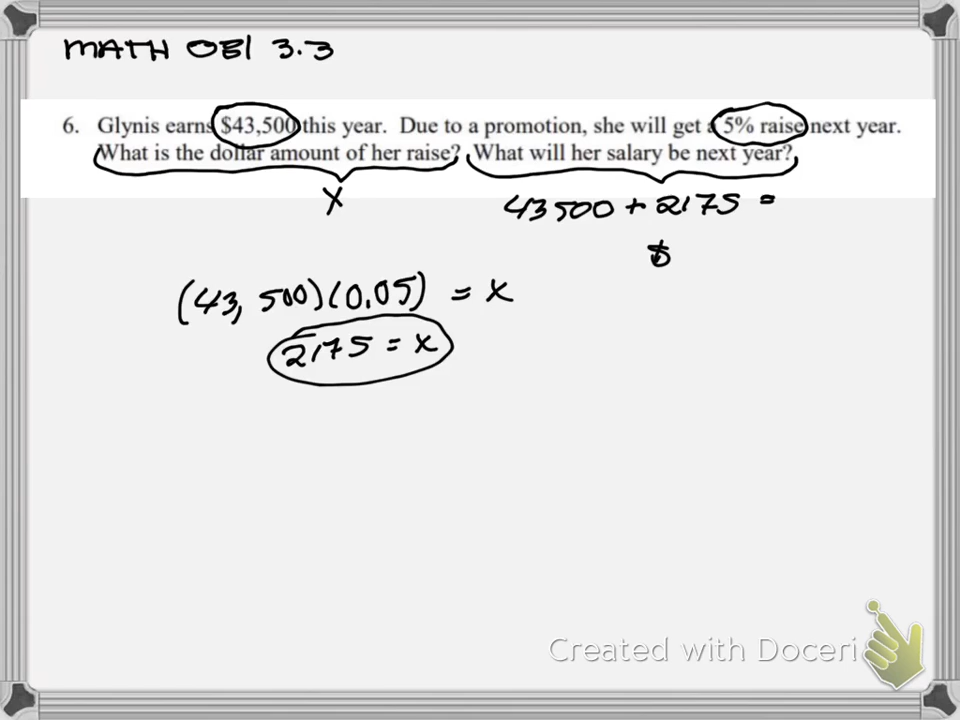 MATH OBI 3.3
6. Glynis earns $43,500 this year. Due to a promotion, she will get a 5% raise next year.
What is the dollar amount of her raise? What will her salary be next year?
x
43500 + 2175 =
$
(43,500)(0.05) = x
2175 = x
Created with Doceri